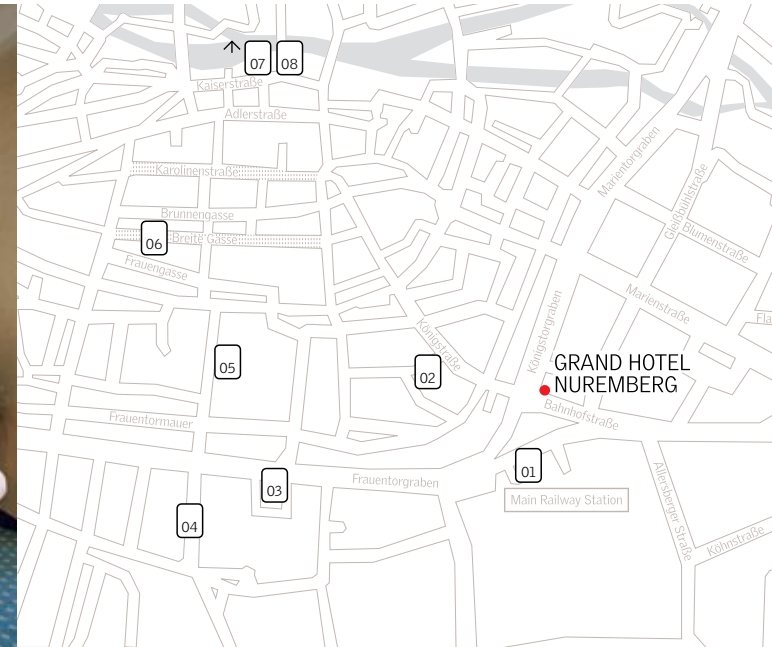 07
08
Kaiserstraße
Adlerstraße
Karolinenstraße
Brunnengasse
06
Breite Gasse
Frauengasse
Marientorgraben
Gleißbühlstraße
Blumenstraße
Marienstraße
Fla
Königstorgraben
Königstraße
05
02
GRAND HOTEL
NUREMBERG
Bahnhofstraße
Frauentormauer
Frauentorgraben
01
03
Main Railway Station
04
Allersberger Straße
Köhnstraße